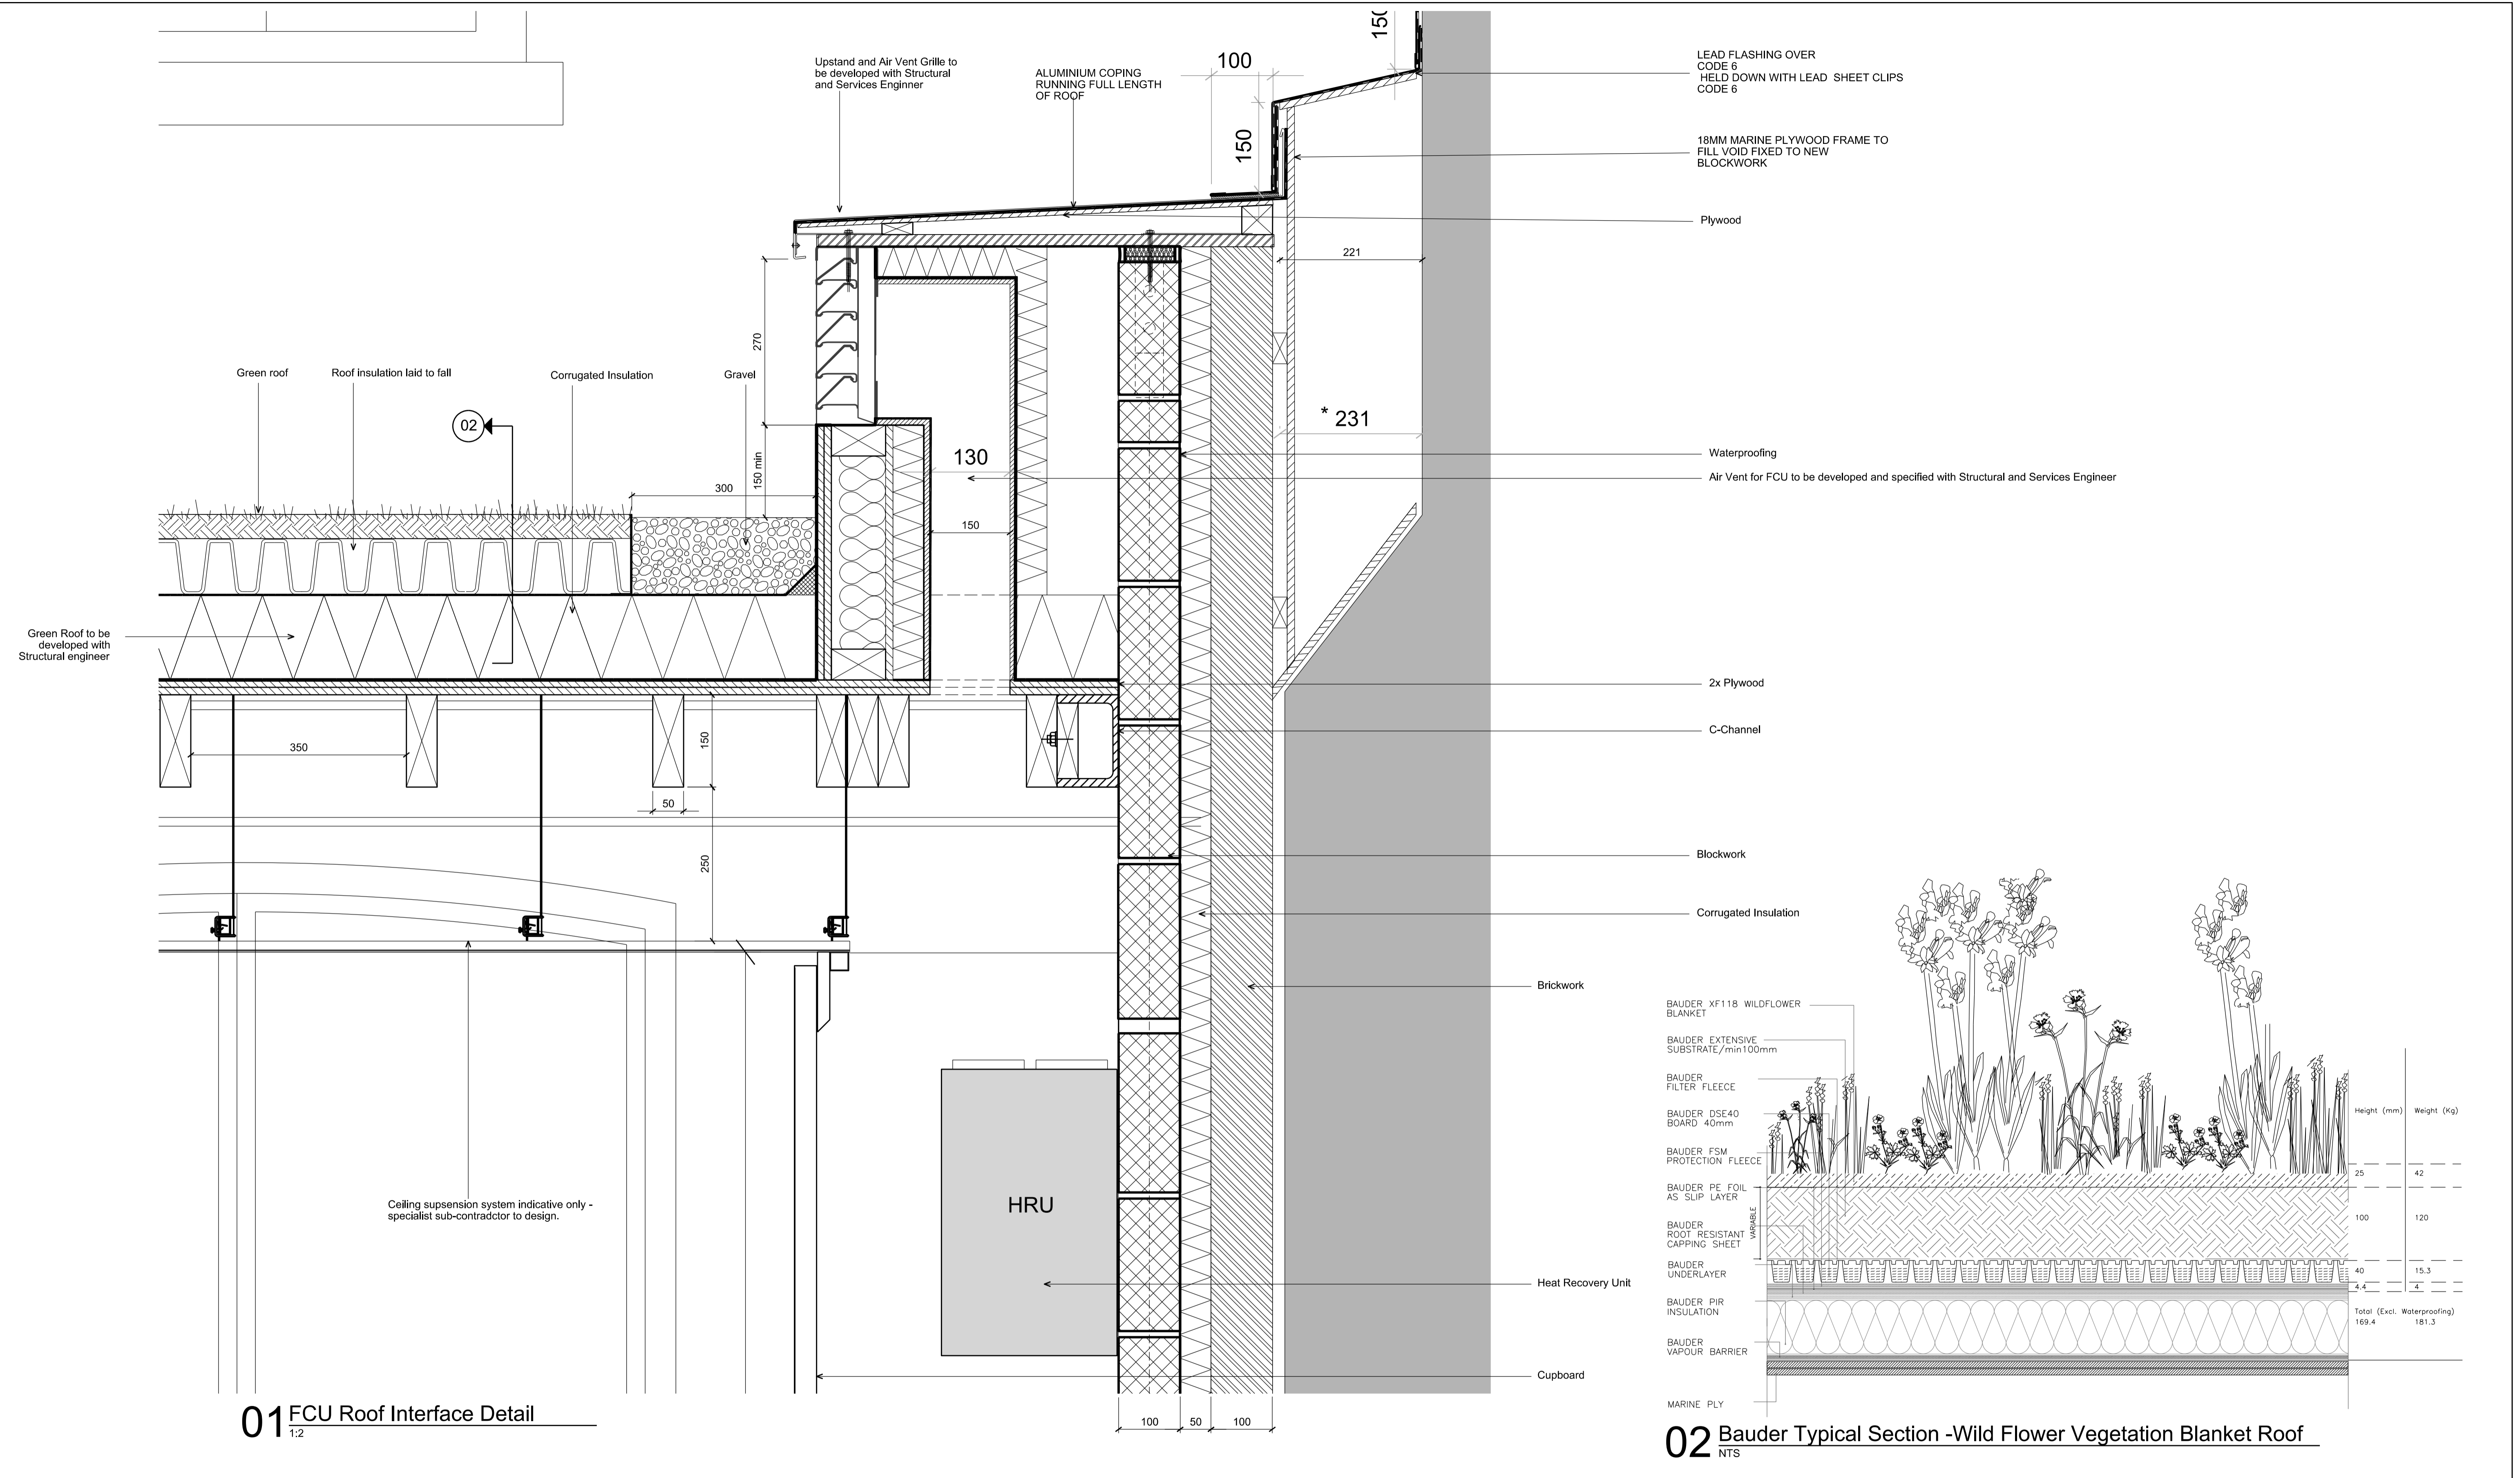 Upstand and Air Vent Grille to
be developed with Structural
and Services Enginner
ALUMINIUM COPING
RUNNING FULL LENGTH
OF ROOF
100
150
150
LEAD FLASHING OVER
CODE 6
HELD DOWN WITH LEAD SHEET CLIPS
CODE 6
18MM MARINE PLYWOOD FRAME TO
FILL VOID FIXED TO NEW
BLOCKWORK
Plywood
221
270
Green roof
Roof insulation laid to fall
Corrugated Insulation
Gravel
02
* 231
130
Waterproofing
150 min
Air Vent for FCU to be developed and specified with Structural and Services Engineer
300
150
Green Roof to be
developed with
Structural engineer
2x Plywood
C-Channel
350
150
50
250
Blockwork
Corrugated Insulation
Brickwork
HRU
Ceiling supsension system indicative only -
specialist sub-contradctor to design.
Heat Recovery Unit
Cupboard
100
50
100
01 FCU Roof Interface Detail
1:2
BAUDER XF118 WILDFLOWER
BLANKET
BAUDER EXTENSIVE
SUBSTRATE/min100mm
BAUDER
FILTER FLEECE
BAUDER DSE40
BOARD 40mm
BAUDER FSM
PROTECTION FLEECE
BAUDER PE FOIL
AS SLIP LAYER
VARIABLE
BAUDER
ROOT RESISTANT
CAPPING SHEET
BAUDER
UNDERLAYER
BAUDER PIR
INSULATION
BAUDER
VAPOUR BARRIER
MARINE PLY
Height (mm) Weight (Kg)
25 42
100 120
40 15.3
4.4 4
Total (Excl. Waterproofing)
169.4 181.3
02 Bauder Typical Section -Wild Flower Vegetation Blanket Roof
NTS